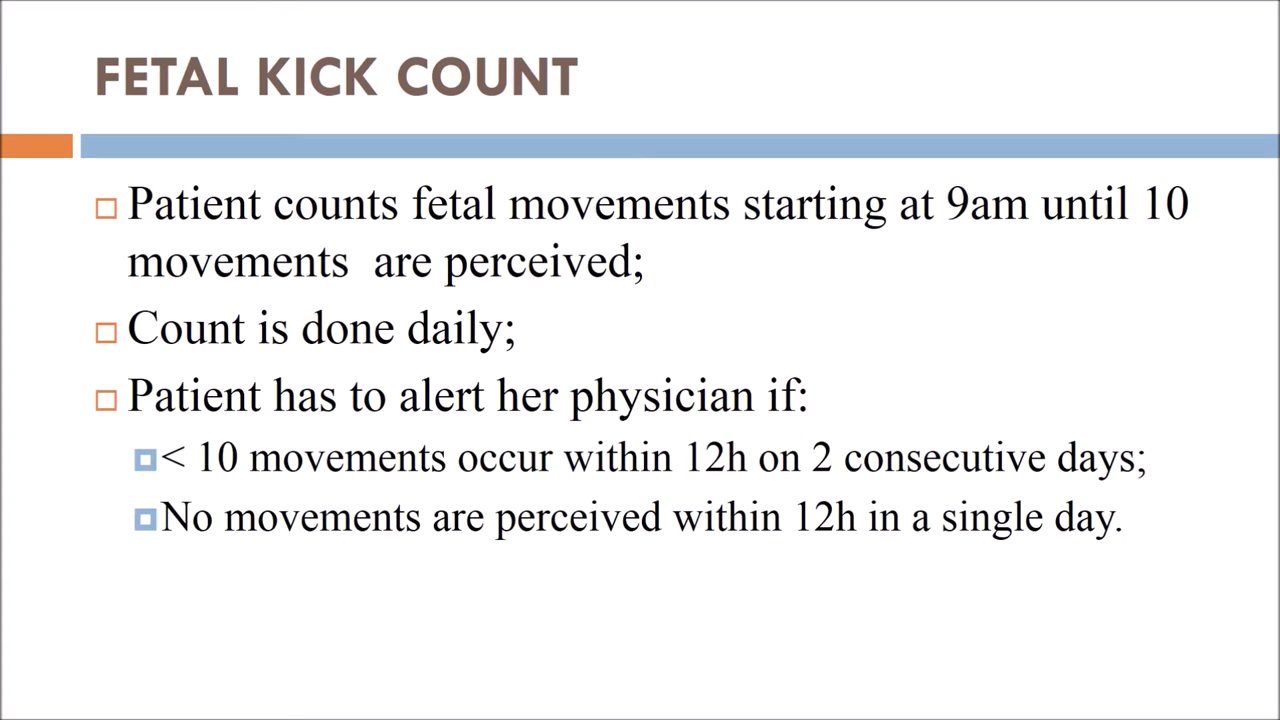 FETAL KICK COUNT
Patient counts fetal movements starting at 9am until 10
movements  are perceived;
Count is done daily;
Patient has to alert her physician if:
< 10 movements occur within 12h on 2 consecutive days;
No movements are perceived within 12h in a single day.